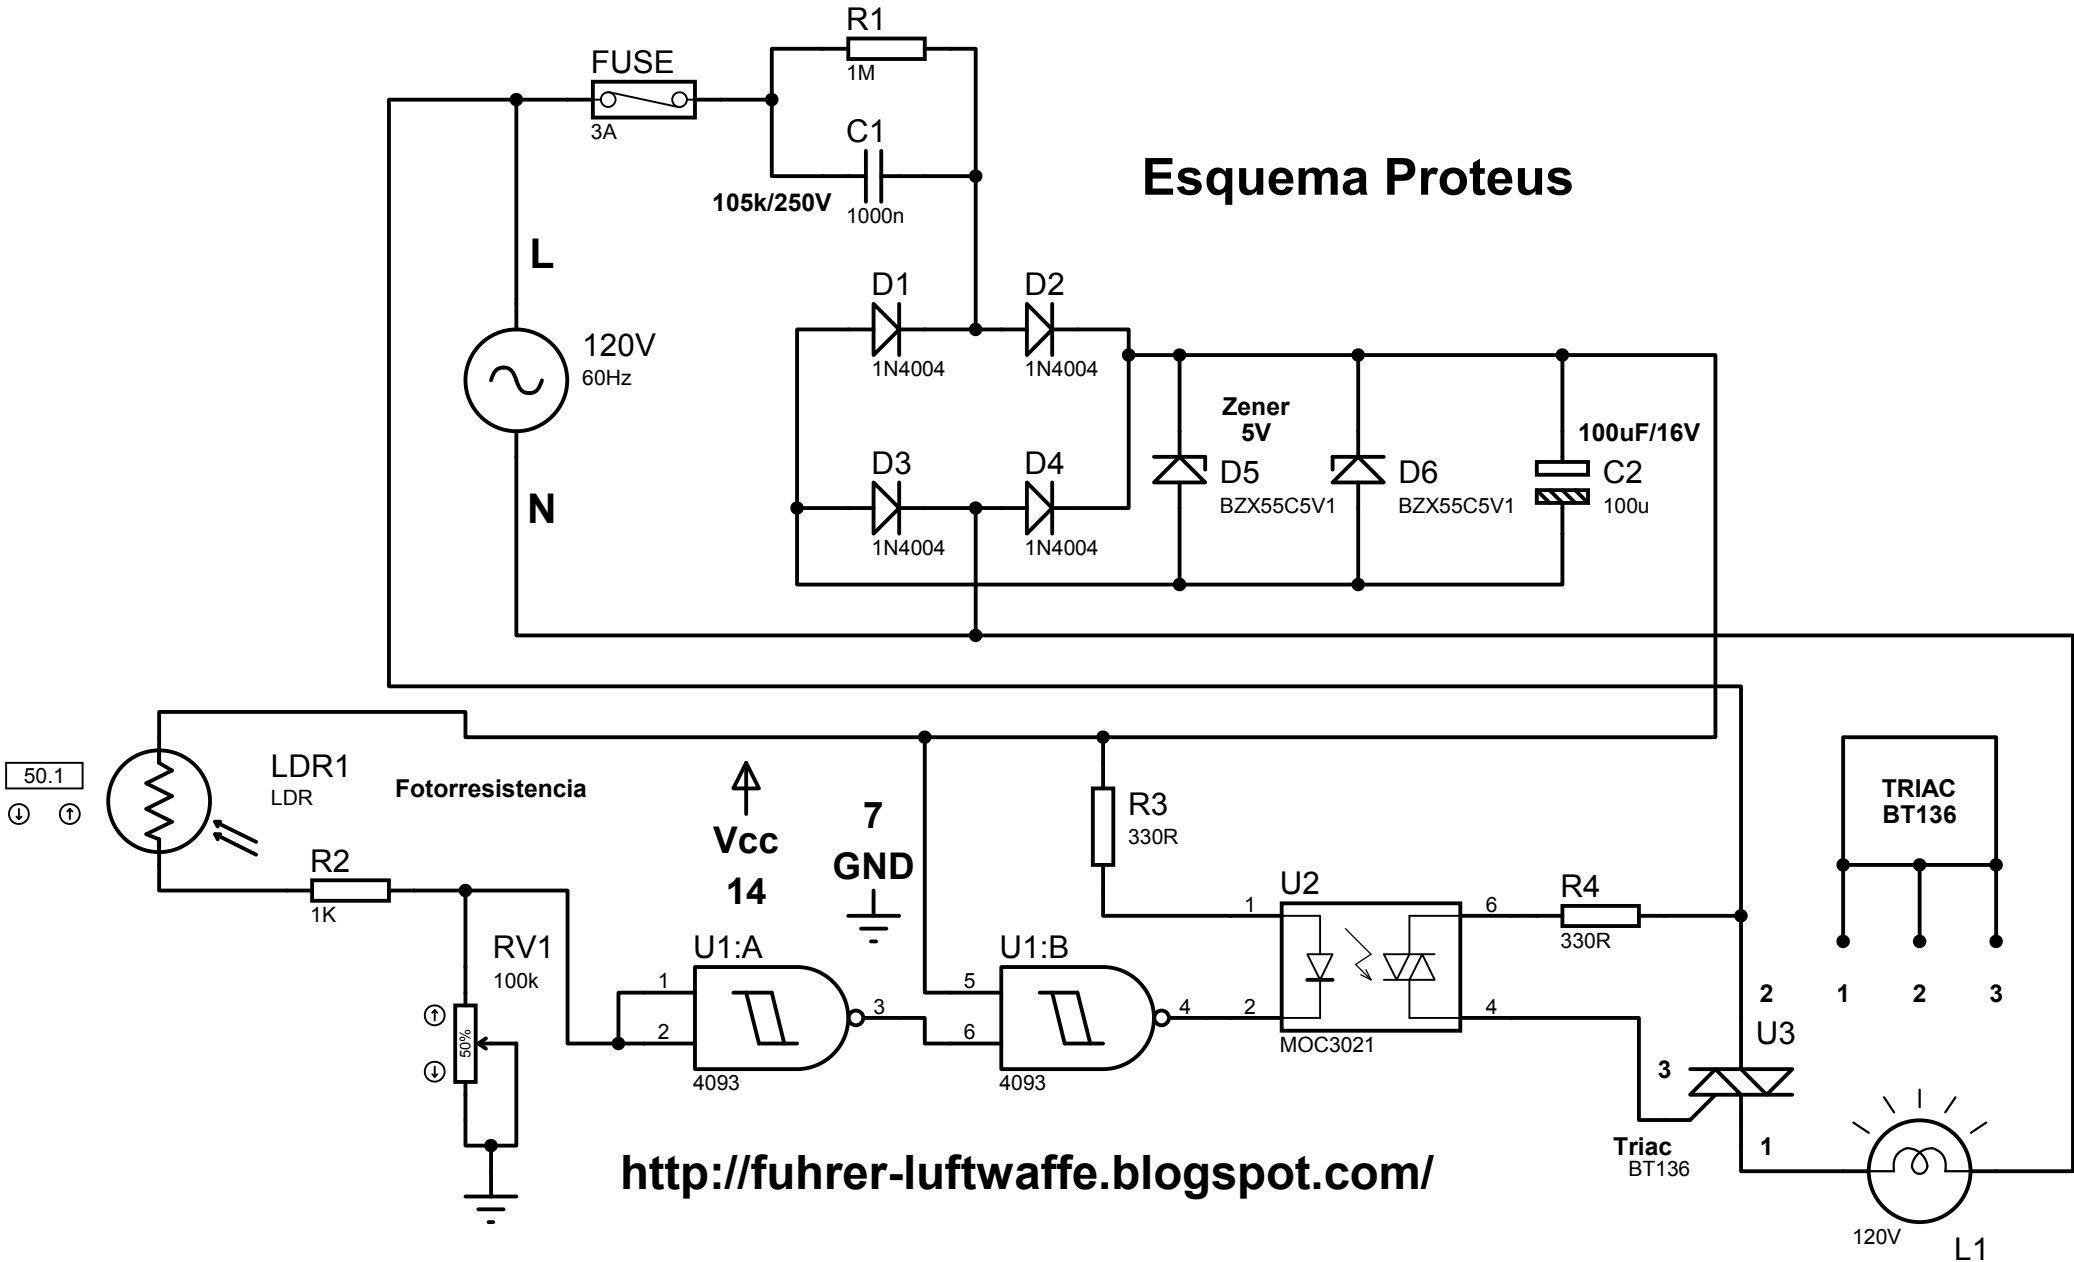 R1
1M
FUSE
3A
C1
105k/250V
1000n
Esquema Proteus
L
120V
60Hz
N
D1
1N4004
D2
1N4004
D3
1N4004
D4
1N4004
Zener
5V
D5
BZX55C5V1
D6
BZX55C5V1
100uF/16V
C2
100u
50.1
LDR1
LDR
Fotorresistencia
R2
1K
RV1
100k
50%
Vcc
14
7
GND
U1:A
1
2
3
4093
U1:B
5
6
4
4093
R3
330R
U2
1
2
6
4
MOC3021
R4
330R
2
U3
3
1
Triac
BT136
TRIAC
BT136
1 2 3
120V
L1
http://fuhrer-luftwaffe.blogspot.com/